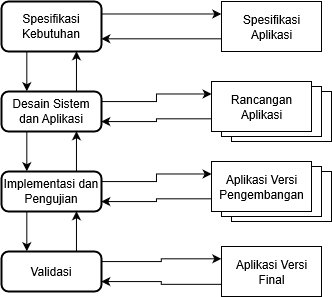 Spesifikasi
Kebutuhan
Spesifikasi
Aplikasi
Desain Sistem
dan Aplikasi
Rancangan
Aplikasi
Implementasi dan
Pengujian
Aplikasi Versi
Pengembangan
Validasi
Aplikasi Versi
Final